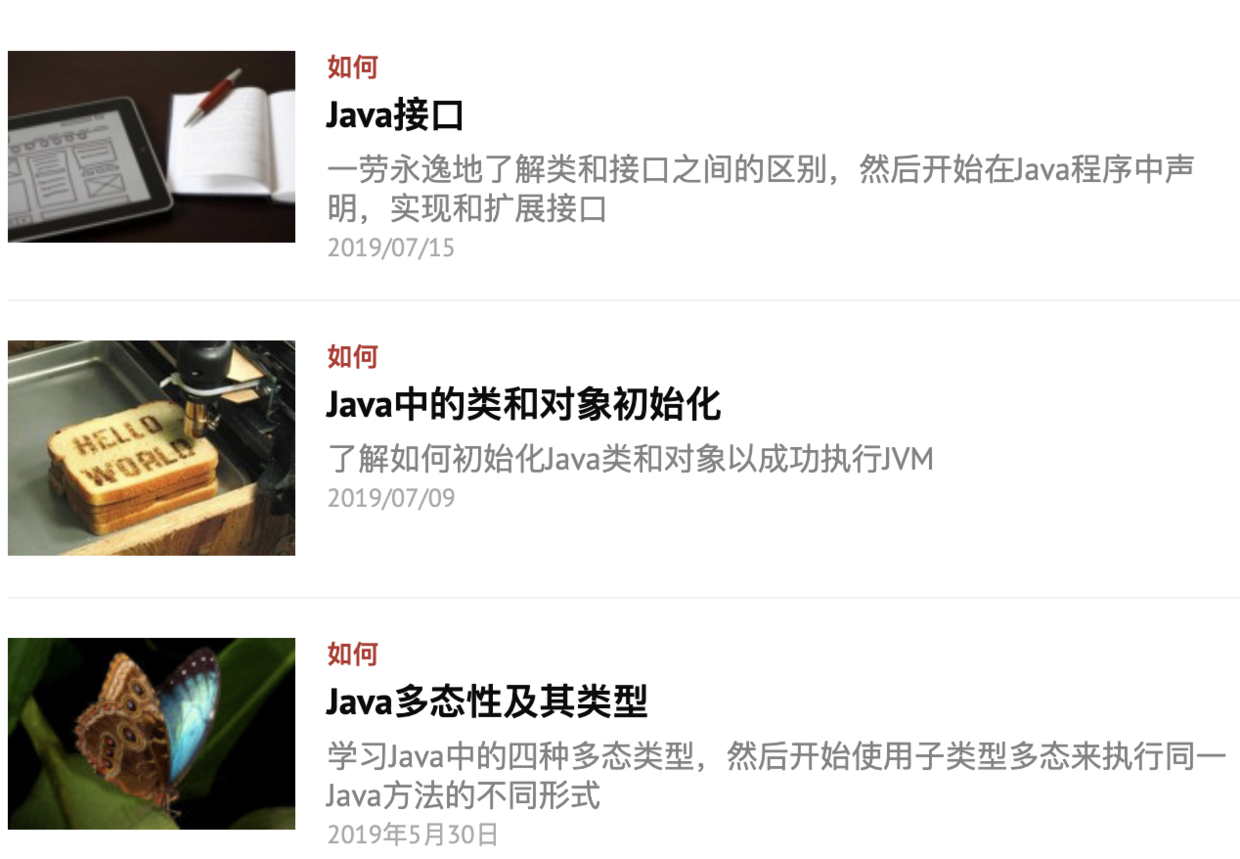 如何
Java接口
一劳永逸地了解类和接口之间的区别，然后开始在Java程序中声
明，实现和扩展接口
2019/07/15
如何
Java中的类和对象初始化
了解如何初始化Java类和对象以成功执行JVM
2019/07/09
HELLO
WORLD
如何
Java多态性及其类型
学习Java中的四种多态类型，然后开始使用子类型多态来执行同一
Java方法的不同形式
2019年5月30日